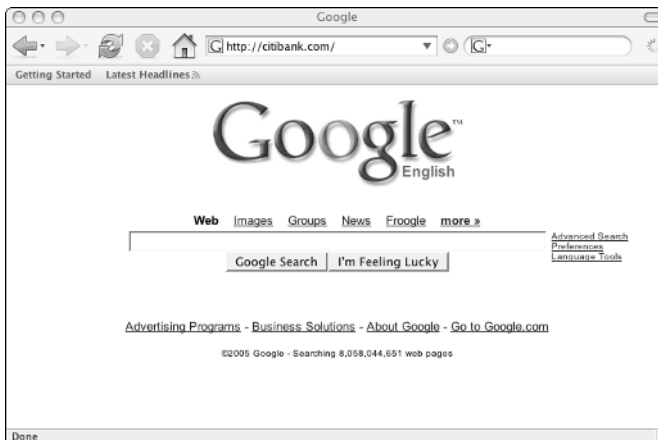 Google
G http://citibank.com/ G
Getting Started Latest Headlines
Google™
English
Web Images Groups News Froogle more »
Advanced Search
Preferences
Language Tools
Google Search I'm Feeling Lucky
Advertising Programs - Business Solutions - About Google - Go to Google.com
©2005 Google - Searching 8,058,044,651 web pages
Done